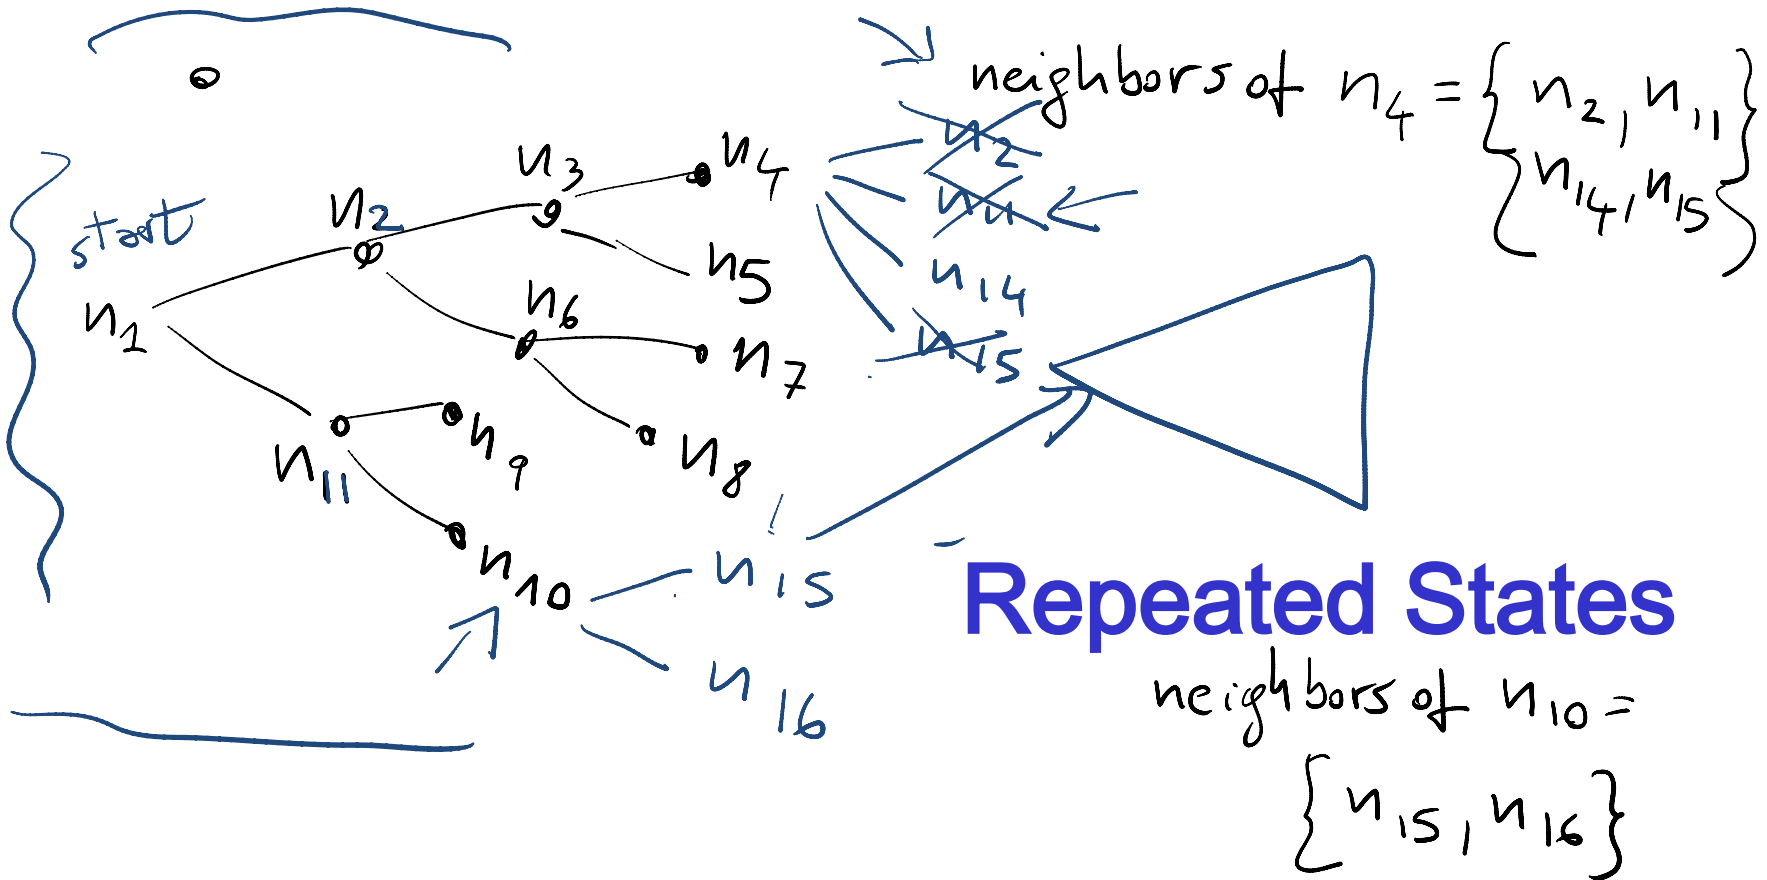 neighbors of n4 = { n2, n11
n14, n15 }
start
n1
n2
n3
n4
n5
n6
n7
n8
n11
n9
n10
n2
n11
n14
n15
n15
n16
Repeated States
neighbors of n10 =
{ n15, n16 }